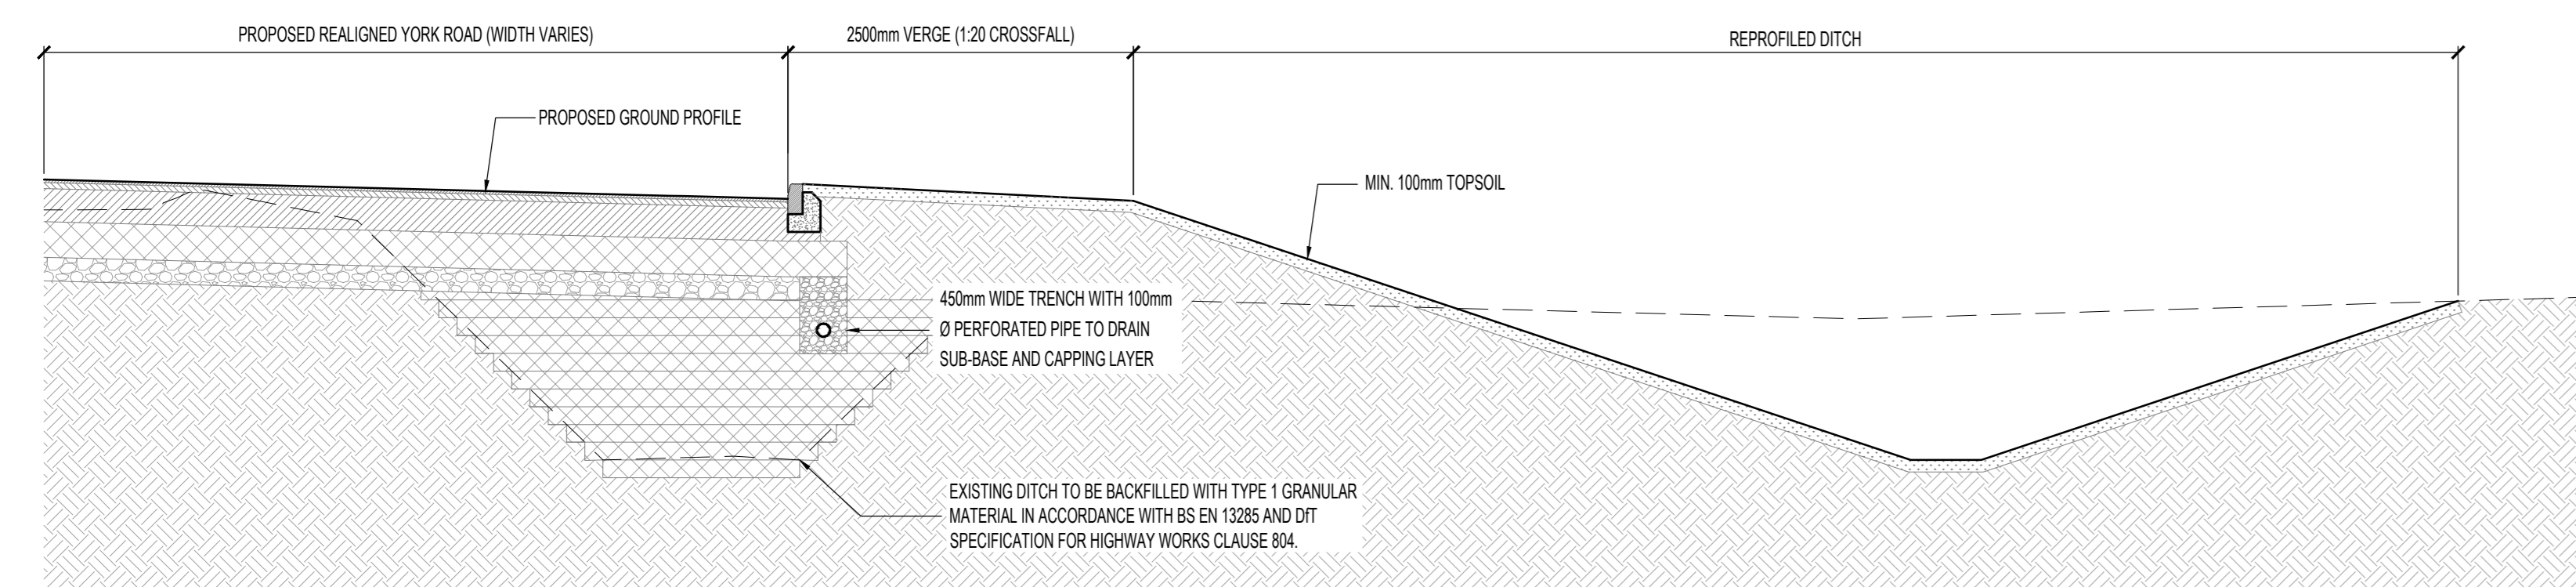 PROPOSED REALIGNED YORK ROAD (WIDTH VARIES)
2500mm VERGE (1:20 CROSSFALL)
REPROFILED DITCH
PROPOSED GROUND PROFILE
MIN. 100mm TOPSOIL
450mm WIDE TRENCH WITH 100mm
Ø PERFORATED PIPE TO DRAIN
SUB-BASE AND CAPPING LAYER
EXISTING DITCH TO BE BACKFILLED WITH TYPE 1 GRANULAR
MATERIAL IN ACCORDANCE WITH BS EN 13285 AND DfT
SPECIFICATION FOR HIGHWAY WORKS CLAUSE 804.